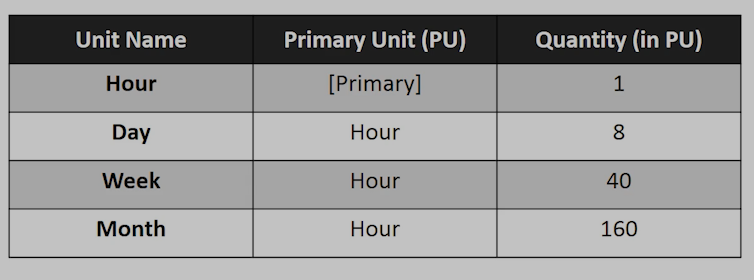 Unit Name Primary Unit (PU) Quantity (in PU)
Hour [Primary] 1
Day Hour 8
Week Hour 40
Month Hour 160